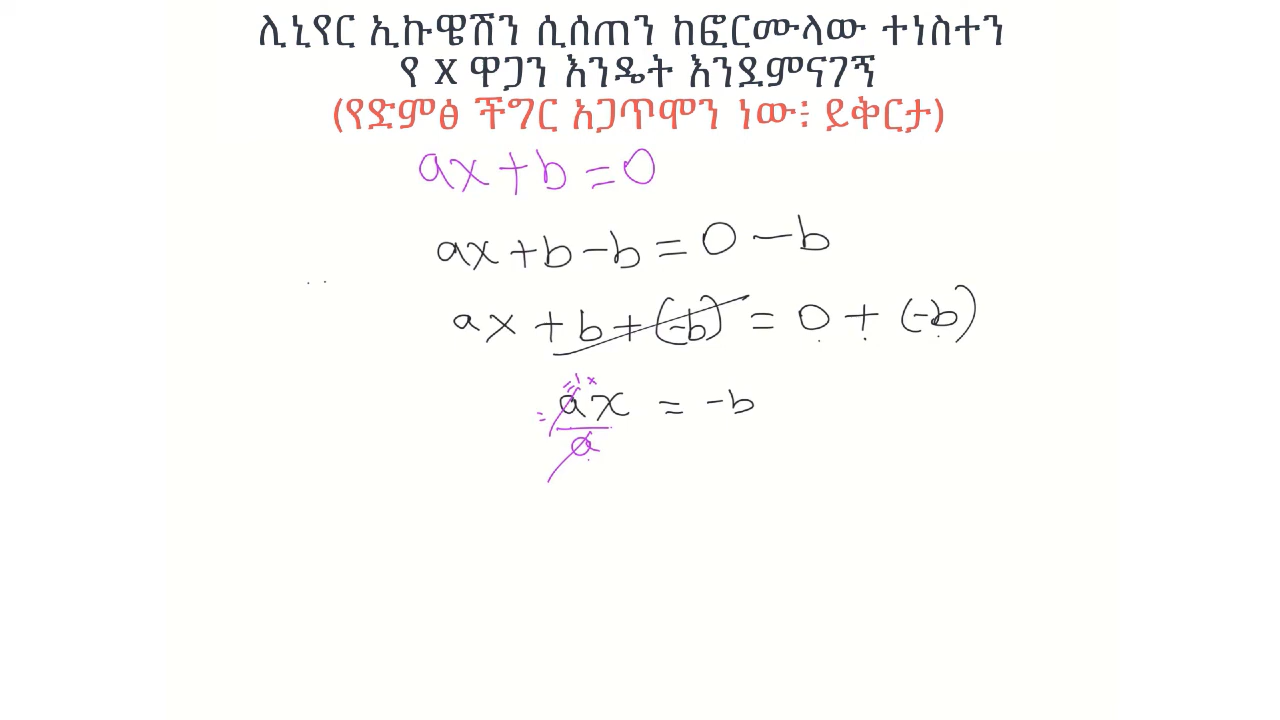 ሊኒየር ኢኩዌሽን ሲሰጠን ከፎርሙላው ተነስተን
የ X ዋጋን እንዴት እንደምናገኝ
(የድምፅ ችግር አጋጥሞን ነው፤ ይቅርታ)
ax + b = 0
ax + b - b = 0 - b
ax + b + (-b) = 0 + (-b)
= 1 x
= ax = -b
a